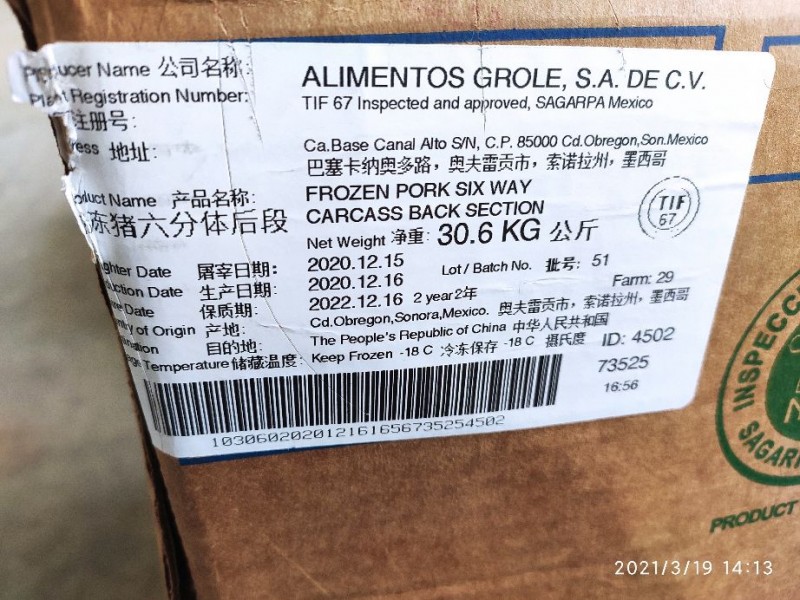 Producer Name 公司名称:
ALIMENTOS GROLE, S.A. DE C.V.
Plant Registration Number:
TIF 67 Inspected and approved, SAGARPA Mexico
注册号:
ress 地址:
Ca.Base Canal Alto S/N, C.P. 85000 Cd.Obregon,Son.Mexico
巴塞卡纳奥多路，奥夫雷贡市，索诺拉州，墨西哥
oduct Name 产品名称:
FROZEN PORK SIX WAY
CARCASS BACK SECTION
冻猪六分体后段
TIF
67
Net Weight 净重: 30.6 KG 公斤
ghter Date 屠宰日期: 2020.12.15
Lot / Batch No. 批号: 51
uction Date 生产日期: 2020.12.16
Farm: 29
Date 保质期: 2022.12.16 2 year2年
ry of Origin 产地: Cd.Obregon,Sonora,Mexico. 奥夫雷贡市，索诺拉州，墨西哥
nation 目的地: The People's Republic of China 中华人民共和国
ID: 4502
Temperature 储藏温度: Keep Frozen -18 C 冷冻保存 -18 C 摄氏度
73525
16:56
103060202012161656735254502
INSPECC
SAGAR
PRODUCT
2021/3/19 14:13